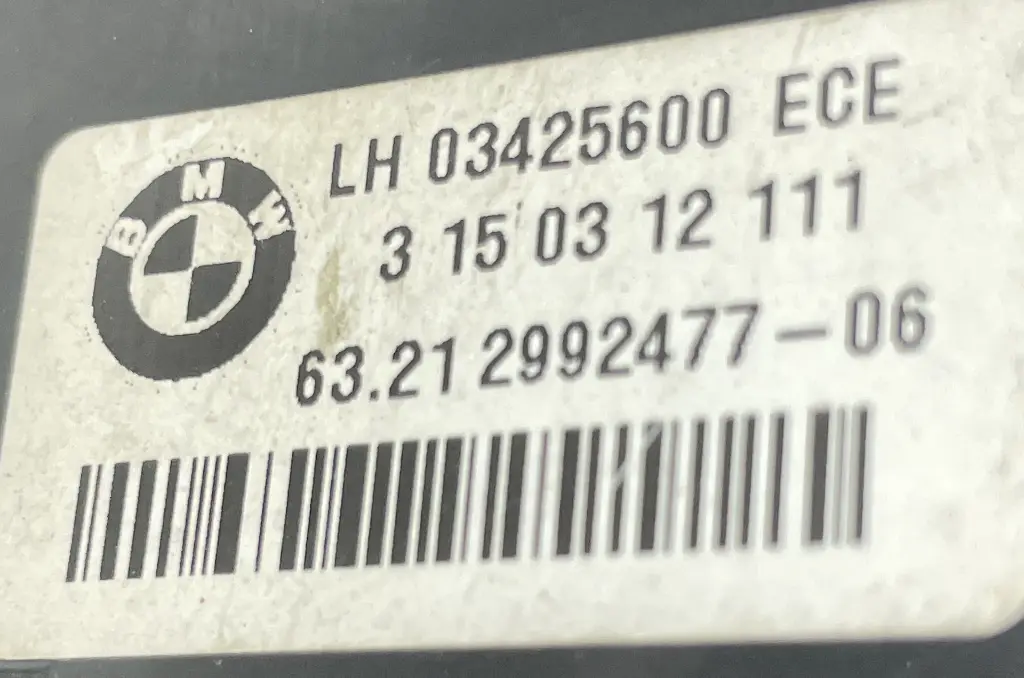 BMW
LH 03425600 ECE
3 15 03 12 111
63.21 2992477-06